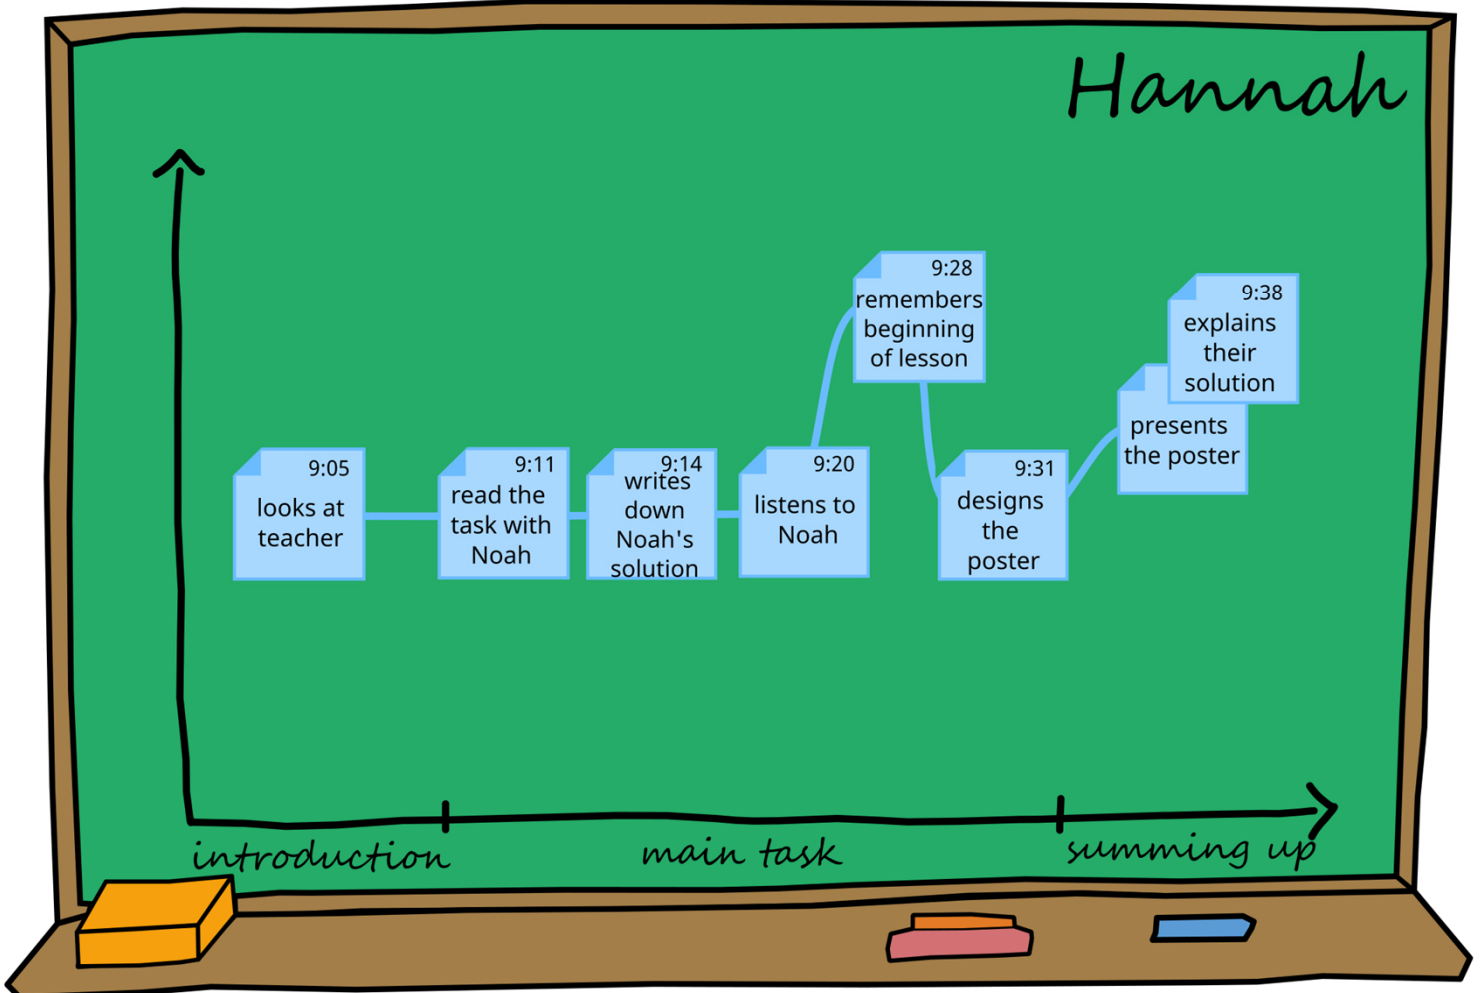 Hannah
9:05
looks at
teacher
9:11
read the
task with
Noah
9:14
writes
down
Noah's
solution
9:20
listens to
Noah
9:28
remembers
beginning
of lesson
9:31
designs
the
poster
presents
the poster
9:38
explains
their
solution
introduction
main task
summing up